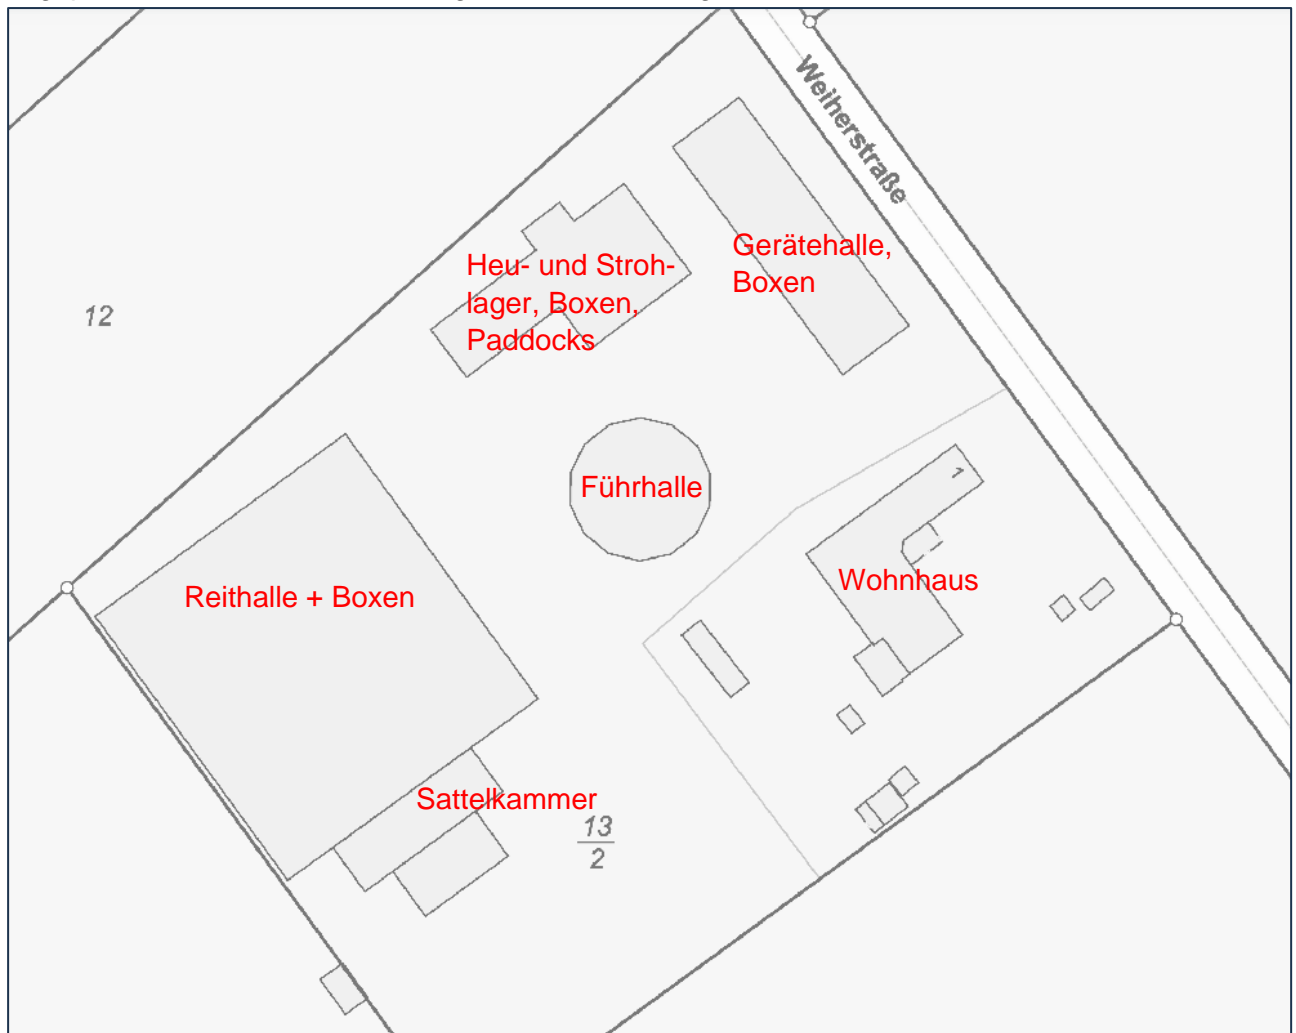 Weiherstraße
Gerätehalle,
Boxen
Heu- und Stroh-
lager, Boxen,
Paddocks
12
1
Führhalle
Wohnhaus
Reithalle + Boxen
Sattelkammer
13
2